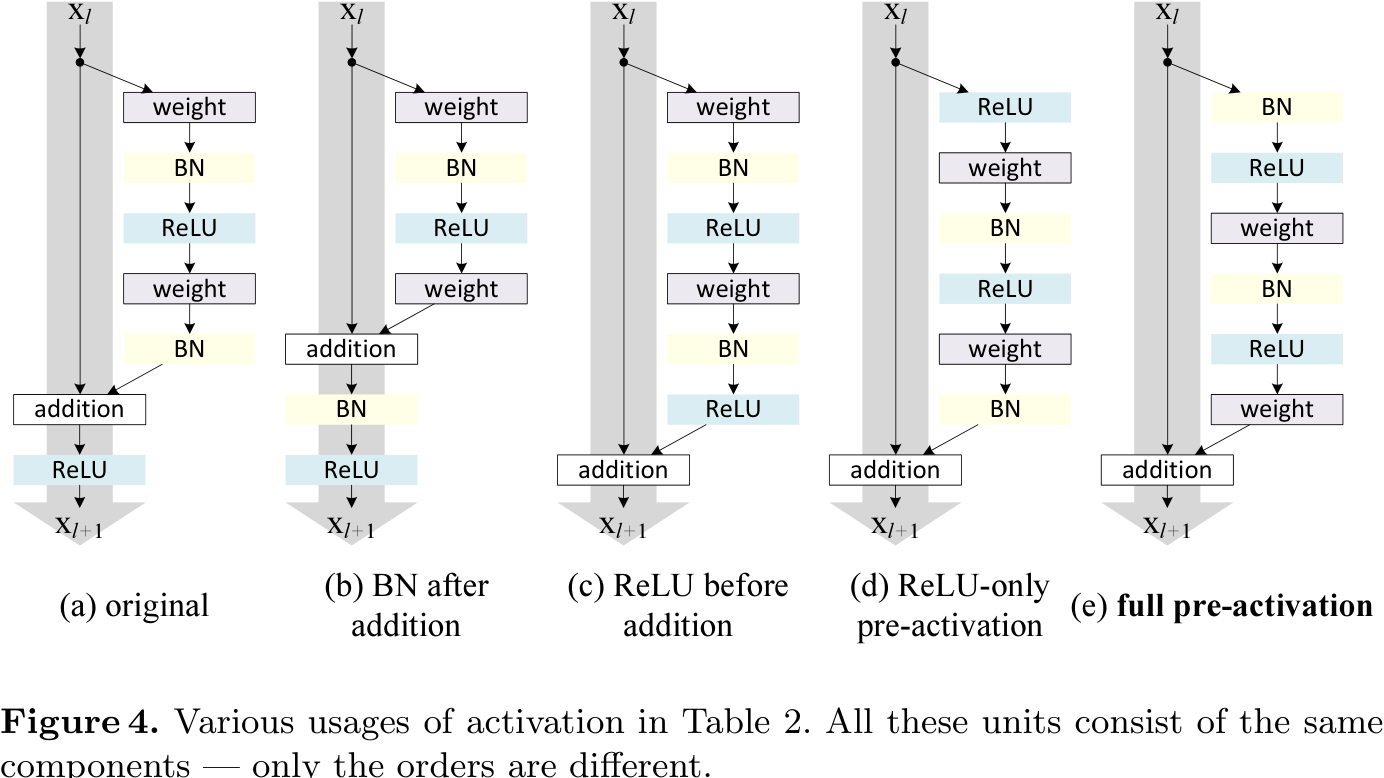 x_l
weight
BN
ReLU
weight
BN
addition
ReLU
x_{l+1}
(a) original
x_l
weight
BN
ReLU
weight
addition
BN
ReLU
x_{l+1}
(b) BN after
addition
x_l
weight
BN
ReLU
weight
BN
ReLU
addition
x_{l+1}
(c) ReLU before
addition
x_l
ReLU
weight
BN
ReLU
weight
BN
addition
x_{l+1}
(d) ReLU-only
pre-activation
x_l
BN
ReLU
weight
BN
ReLU
weight
addition
x_{l+1}
(e) full pre-activation
Figure 4. Various usages of activation in Table 2. All these units consist of the same
components — only the orders are different.